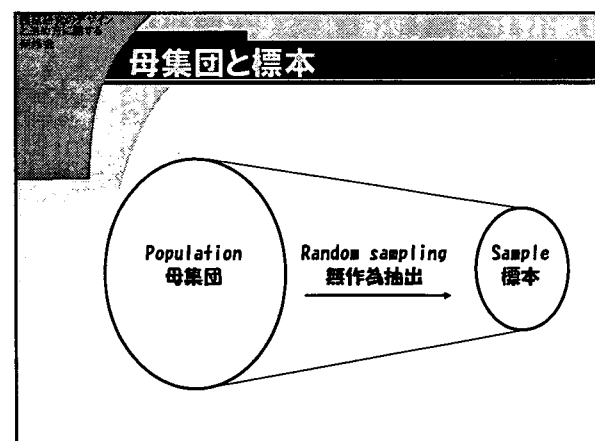 母集団と標本
Population
母集団
Random sampling
無作為抽出
Sample
標本